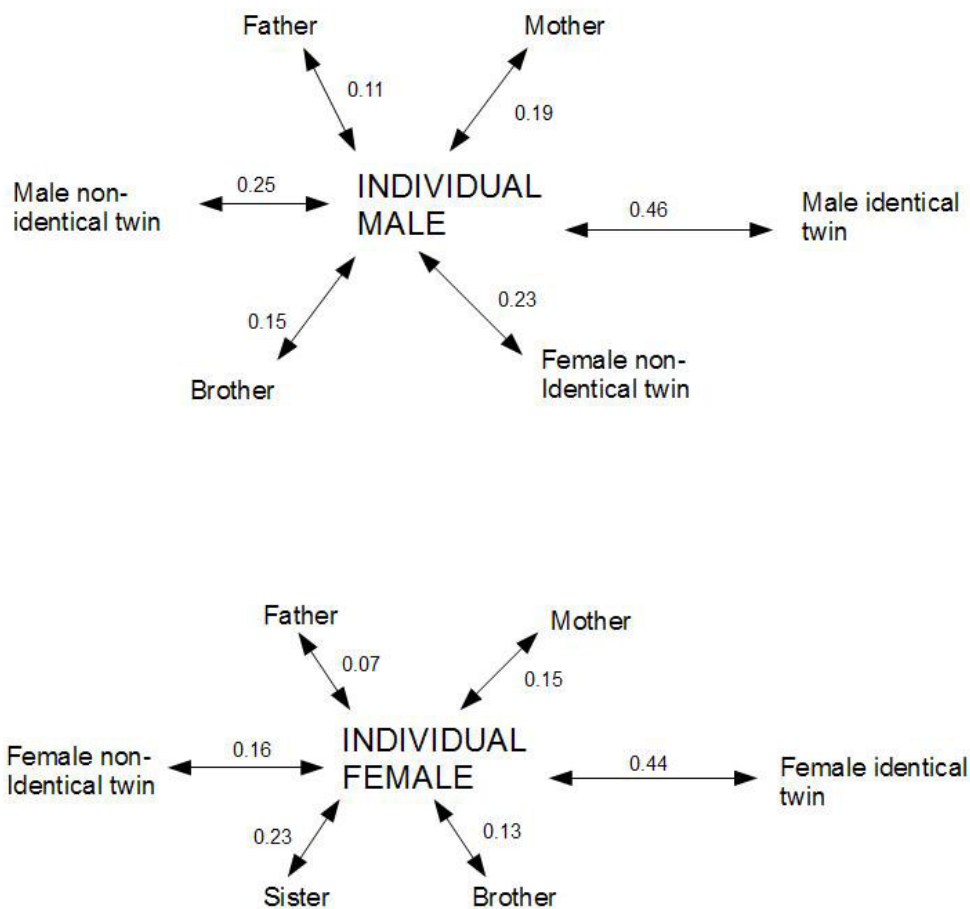 Father
Mother
0.11
0.19
Male non-
identical twin
0.25
INDIVIDUAL
MALE
0.46
Male identical
twin
0.15
0.23
Brother
Female non-
Identical twin
Father
Mother
0.07
0.15
Female non-
Identical twin
0.16
INDIVIDUAL
FEMALE
0.44
Female identical
twin
0.23
0.13
Sister
Brother